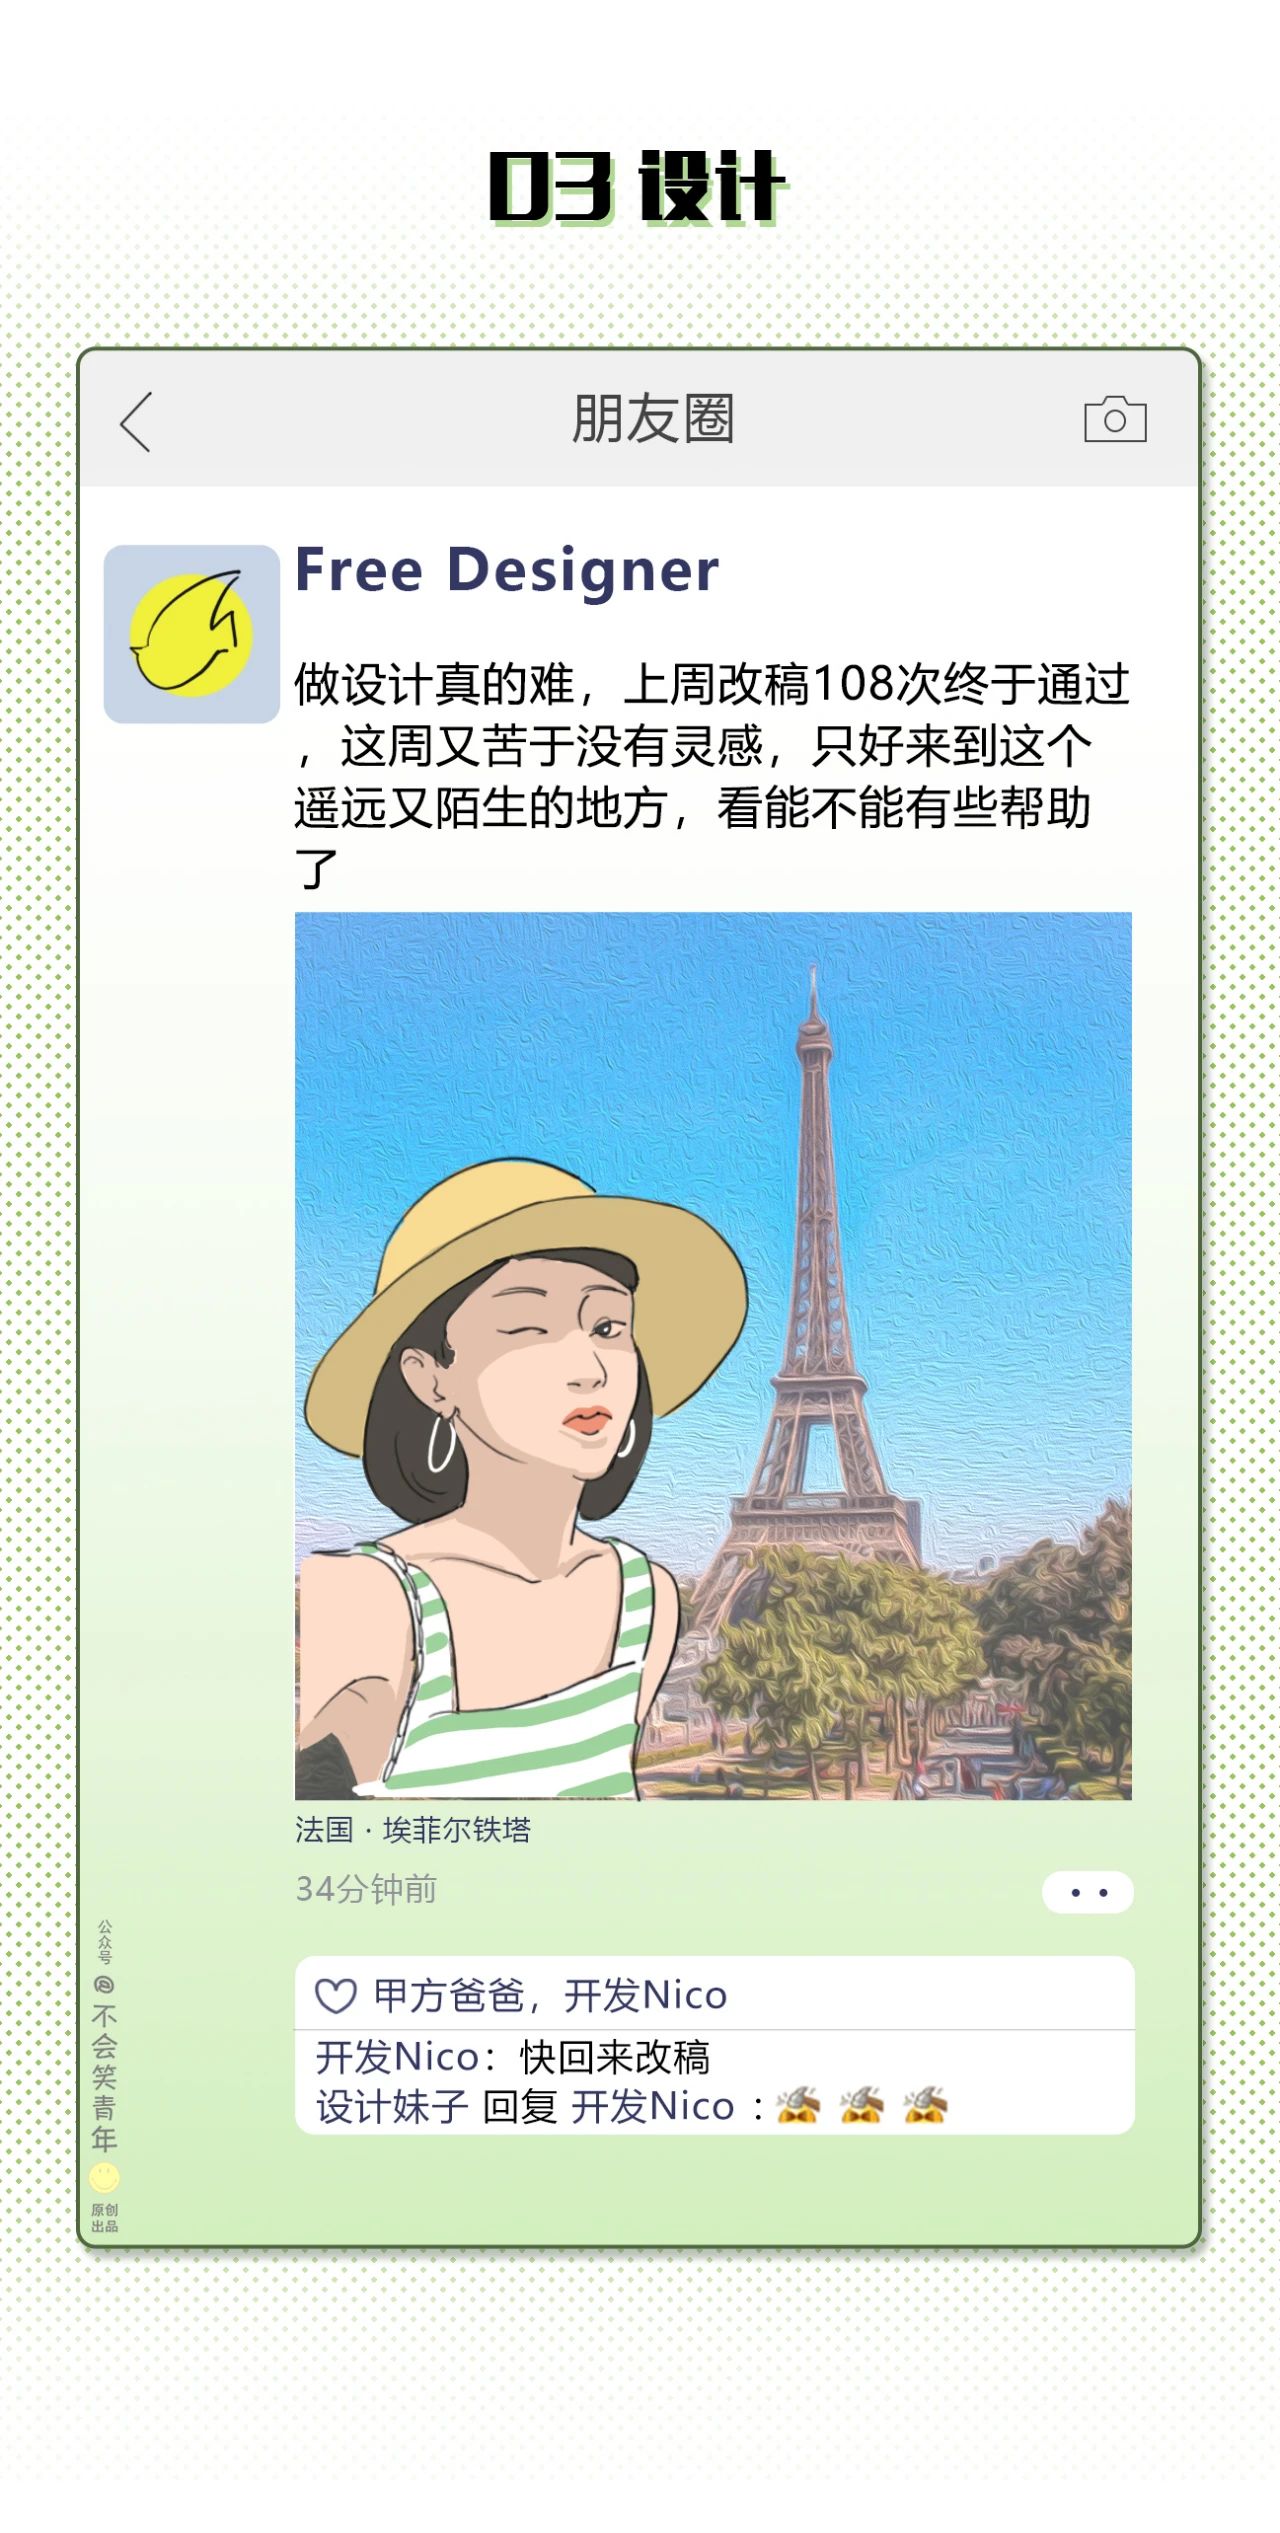 03 设计
朋友圈
Free Designer
做设计真的难，上周改稿108次终于通过
，这周又苦于没有灵感，只好来到这个
遥远又陌生的地方，看能不能有些帮助
了
法国·埃菲尔铁塔
34分钟前
甲方爸爸，开发Nico
开发Nico：快回来改稿
设计妹子 回复 开发Nico :
公众号@不会笑青年
原创
出品